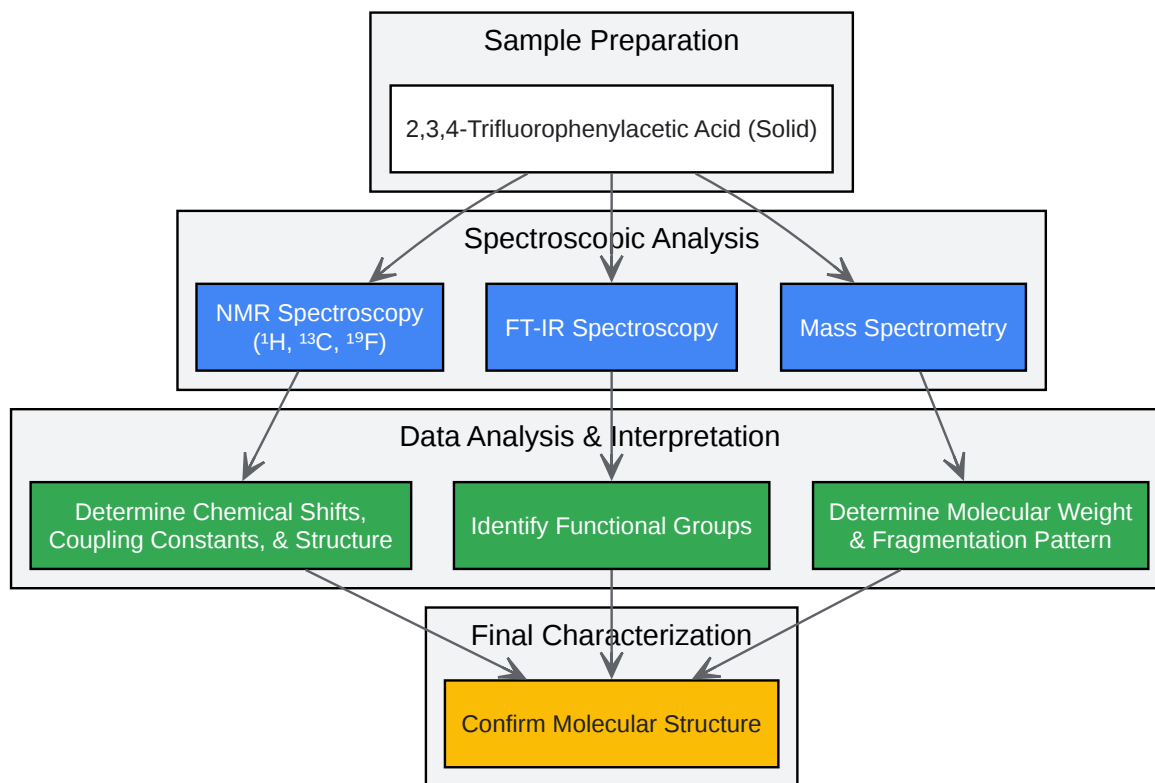 Sample Preparation
2,3,4-Trifluorophenylacetic Acid (Solid)
Spectroscopic Analysis
NMR Spectroscopy
(¹H, ¹³C, ¹⁹F)
FT-IR Spectroscopy
Mass Spectrometry
Data Analysis & Interpretation
Determine Chemical Shifts,
Coupling Constants, & Structure
Identify Functional Groups
Determine Molecular Weight
& Fragmentation Pattern
Final Characterization
Confirm Molecular Structure